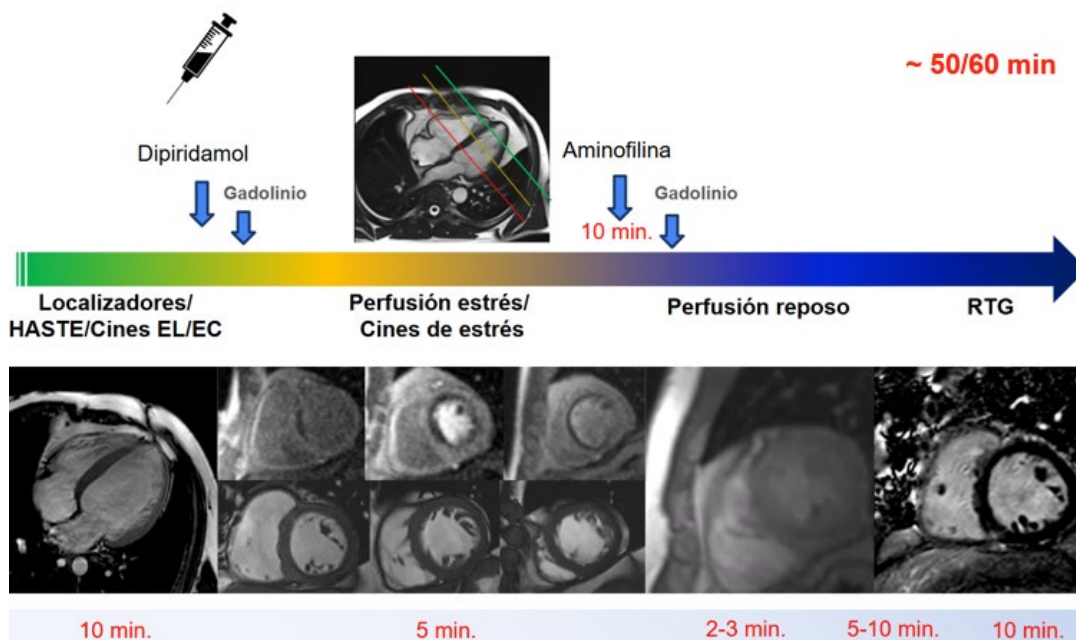 ~ 50/60 min
Dipiridamol
Gadolinio
Aminofilina
10 min.
Gadolinio
Localizadores/
HASTE/Cines EL/EC
Perfusión estrés/
Cines de estrés
Perfusión reposo
RTG
10 min.
5 min.
2-3 min.
5-10 min.
10 min.